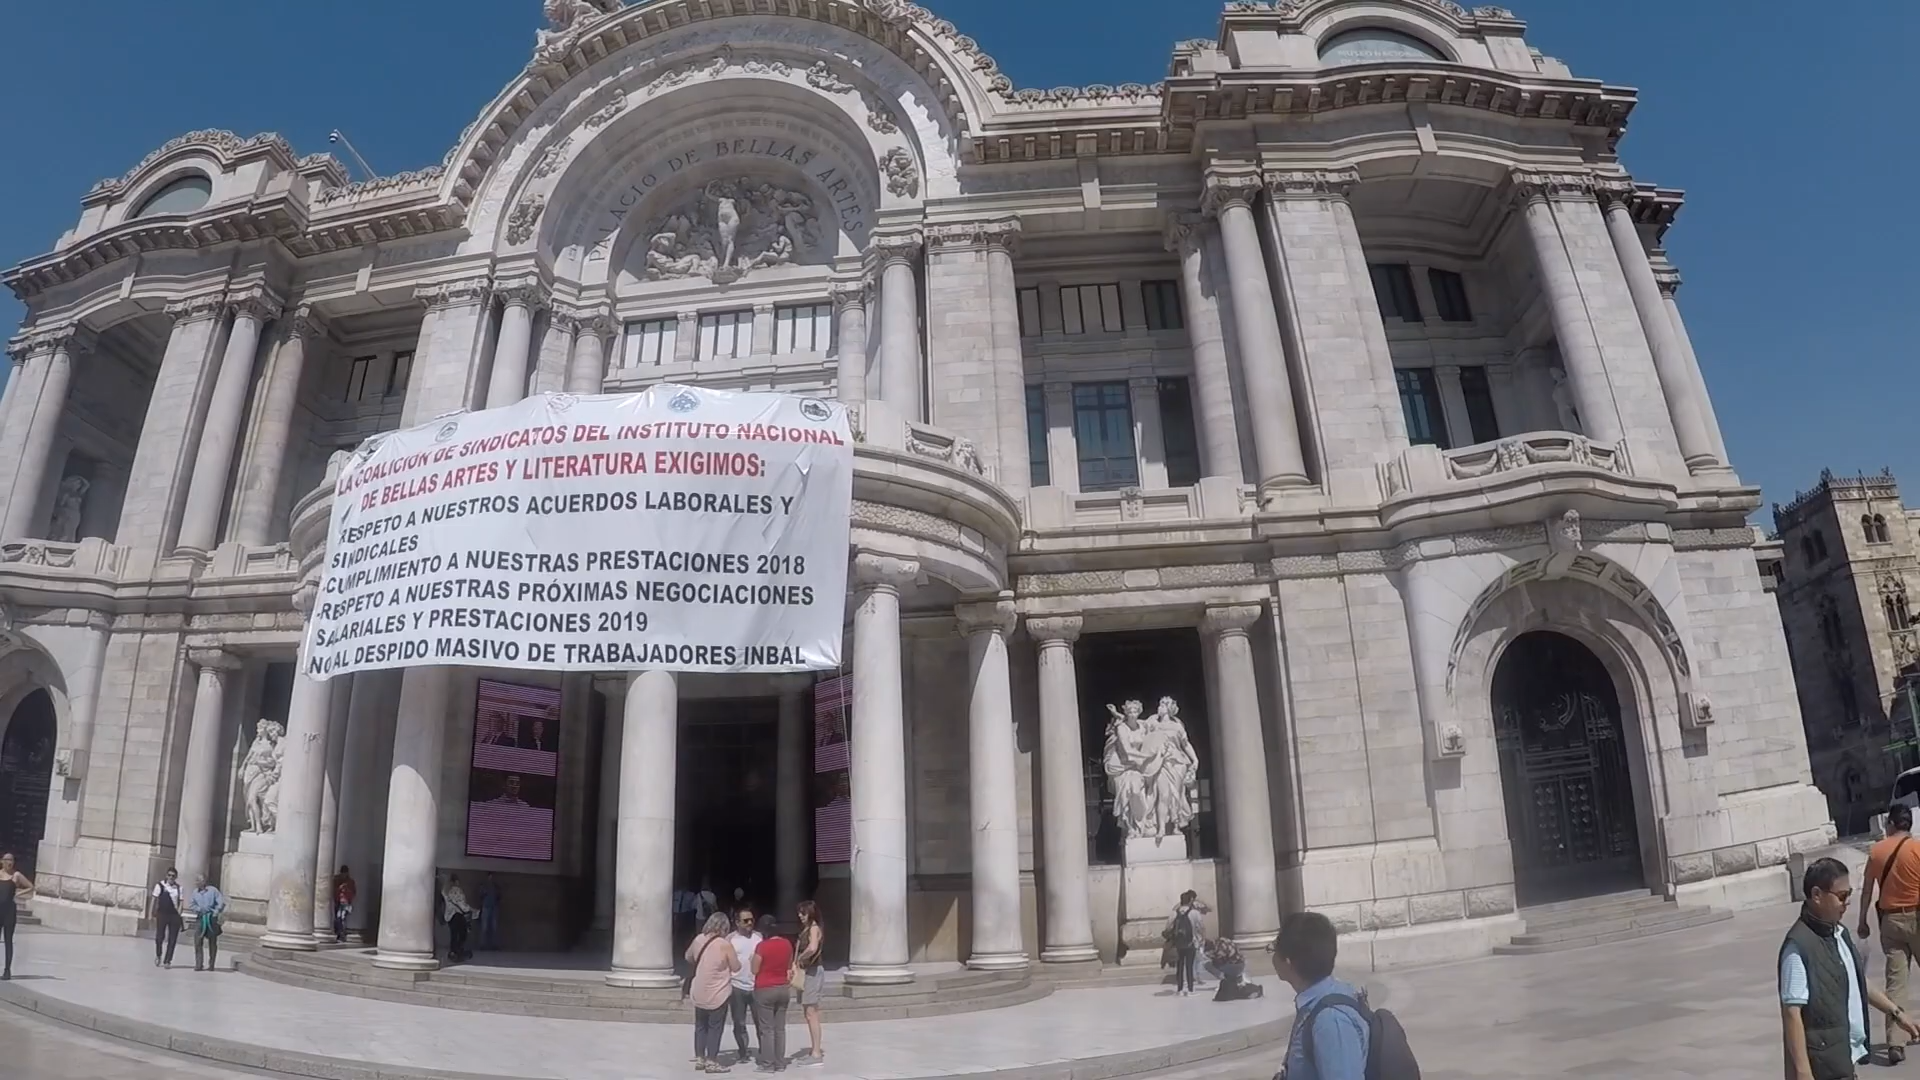 PALACIO DE BELLAS ARTES
LA COALICIÓN DE SINDICATOS DEL INSTITUTO NACIONAL
DE BELLAS ARTES Y LITERATURA EXIGIMOS:
-RESPETO A NUESTROS ACUERDOS LABORALES Y
SINDICALES
-CUMPLIMIENTO A NUESTRAS PRESTACIONES 2018
-RESPETO A NUESTRAS PRÓXIMAS NEGOCIACIONES
SALARIALES Y PRESTACIONES 2019
NO AL DESPIDO MASIVO DE TRABAJADORES INBAL